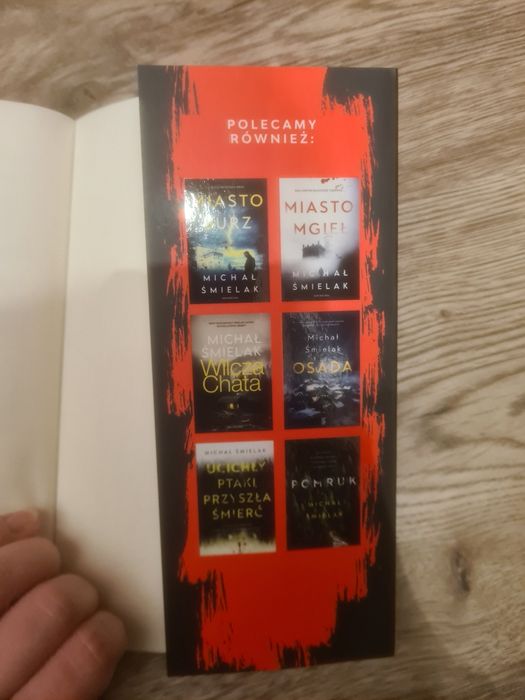 POLECAMY
RÓWNIEŻ:
MIASTO
BURZ
MICHAŁ
ŚMIELAK
MIASTO
MGIEŁ
MICHAŁ
ŚMIELAK
MICHAŁ
ŚMIELAK
Wilcza
Chata
Michał
Śmielak
OSADA
MICHAŁ ŚMIELAK
UCICHŁY
PTAKI,
PRZYSZŁA
ŚMIERĆ
POMRUK
MICHAŁ
ŚMIELAK